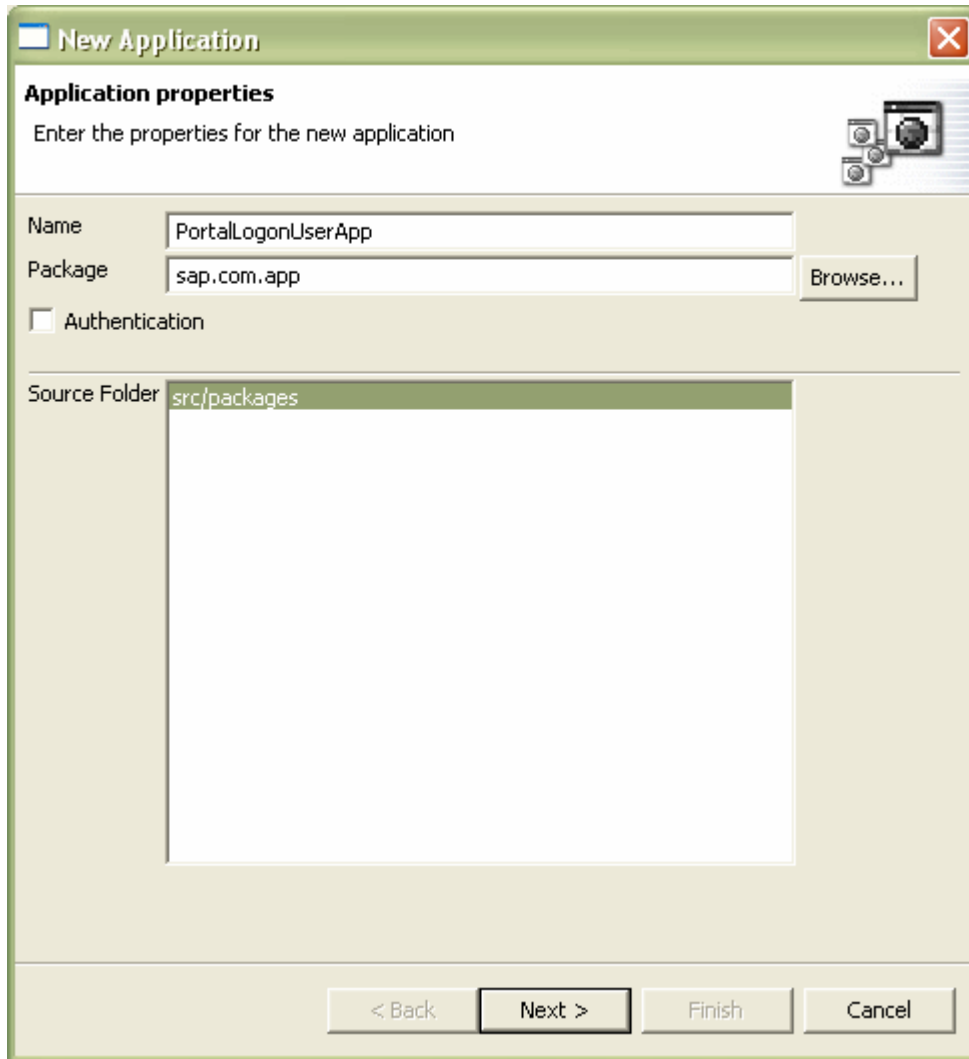 New Application
Application properties
Enter the properties for the new application
Name PortalLogonUserApp
Package sap.com.app Browse...
Authentication
Source Folder src/packages
< Back Next > Finish Cancel